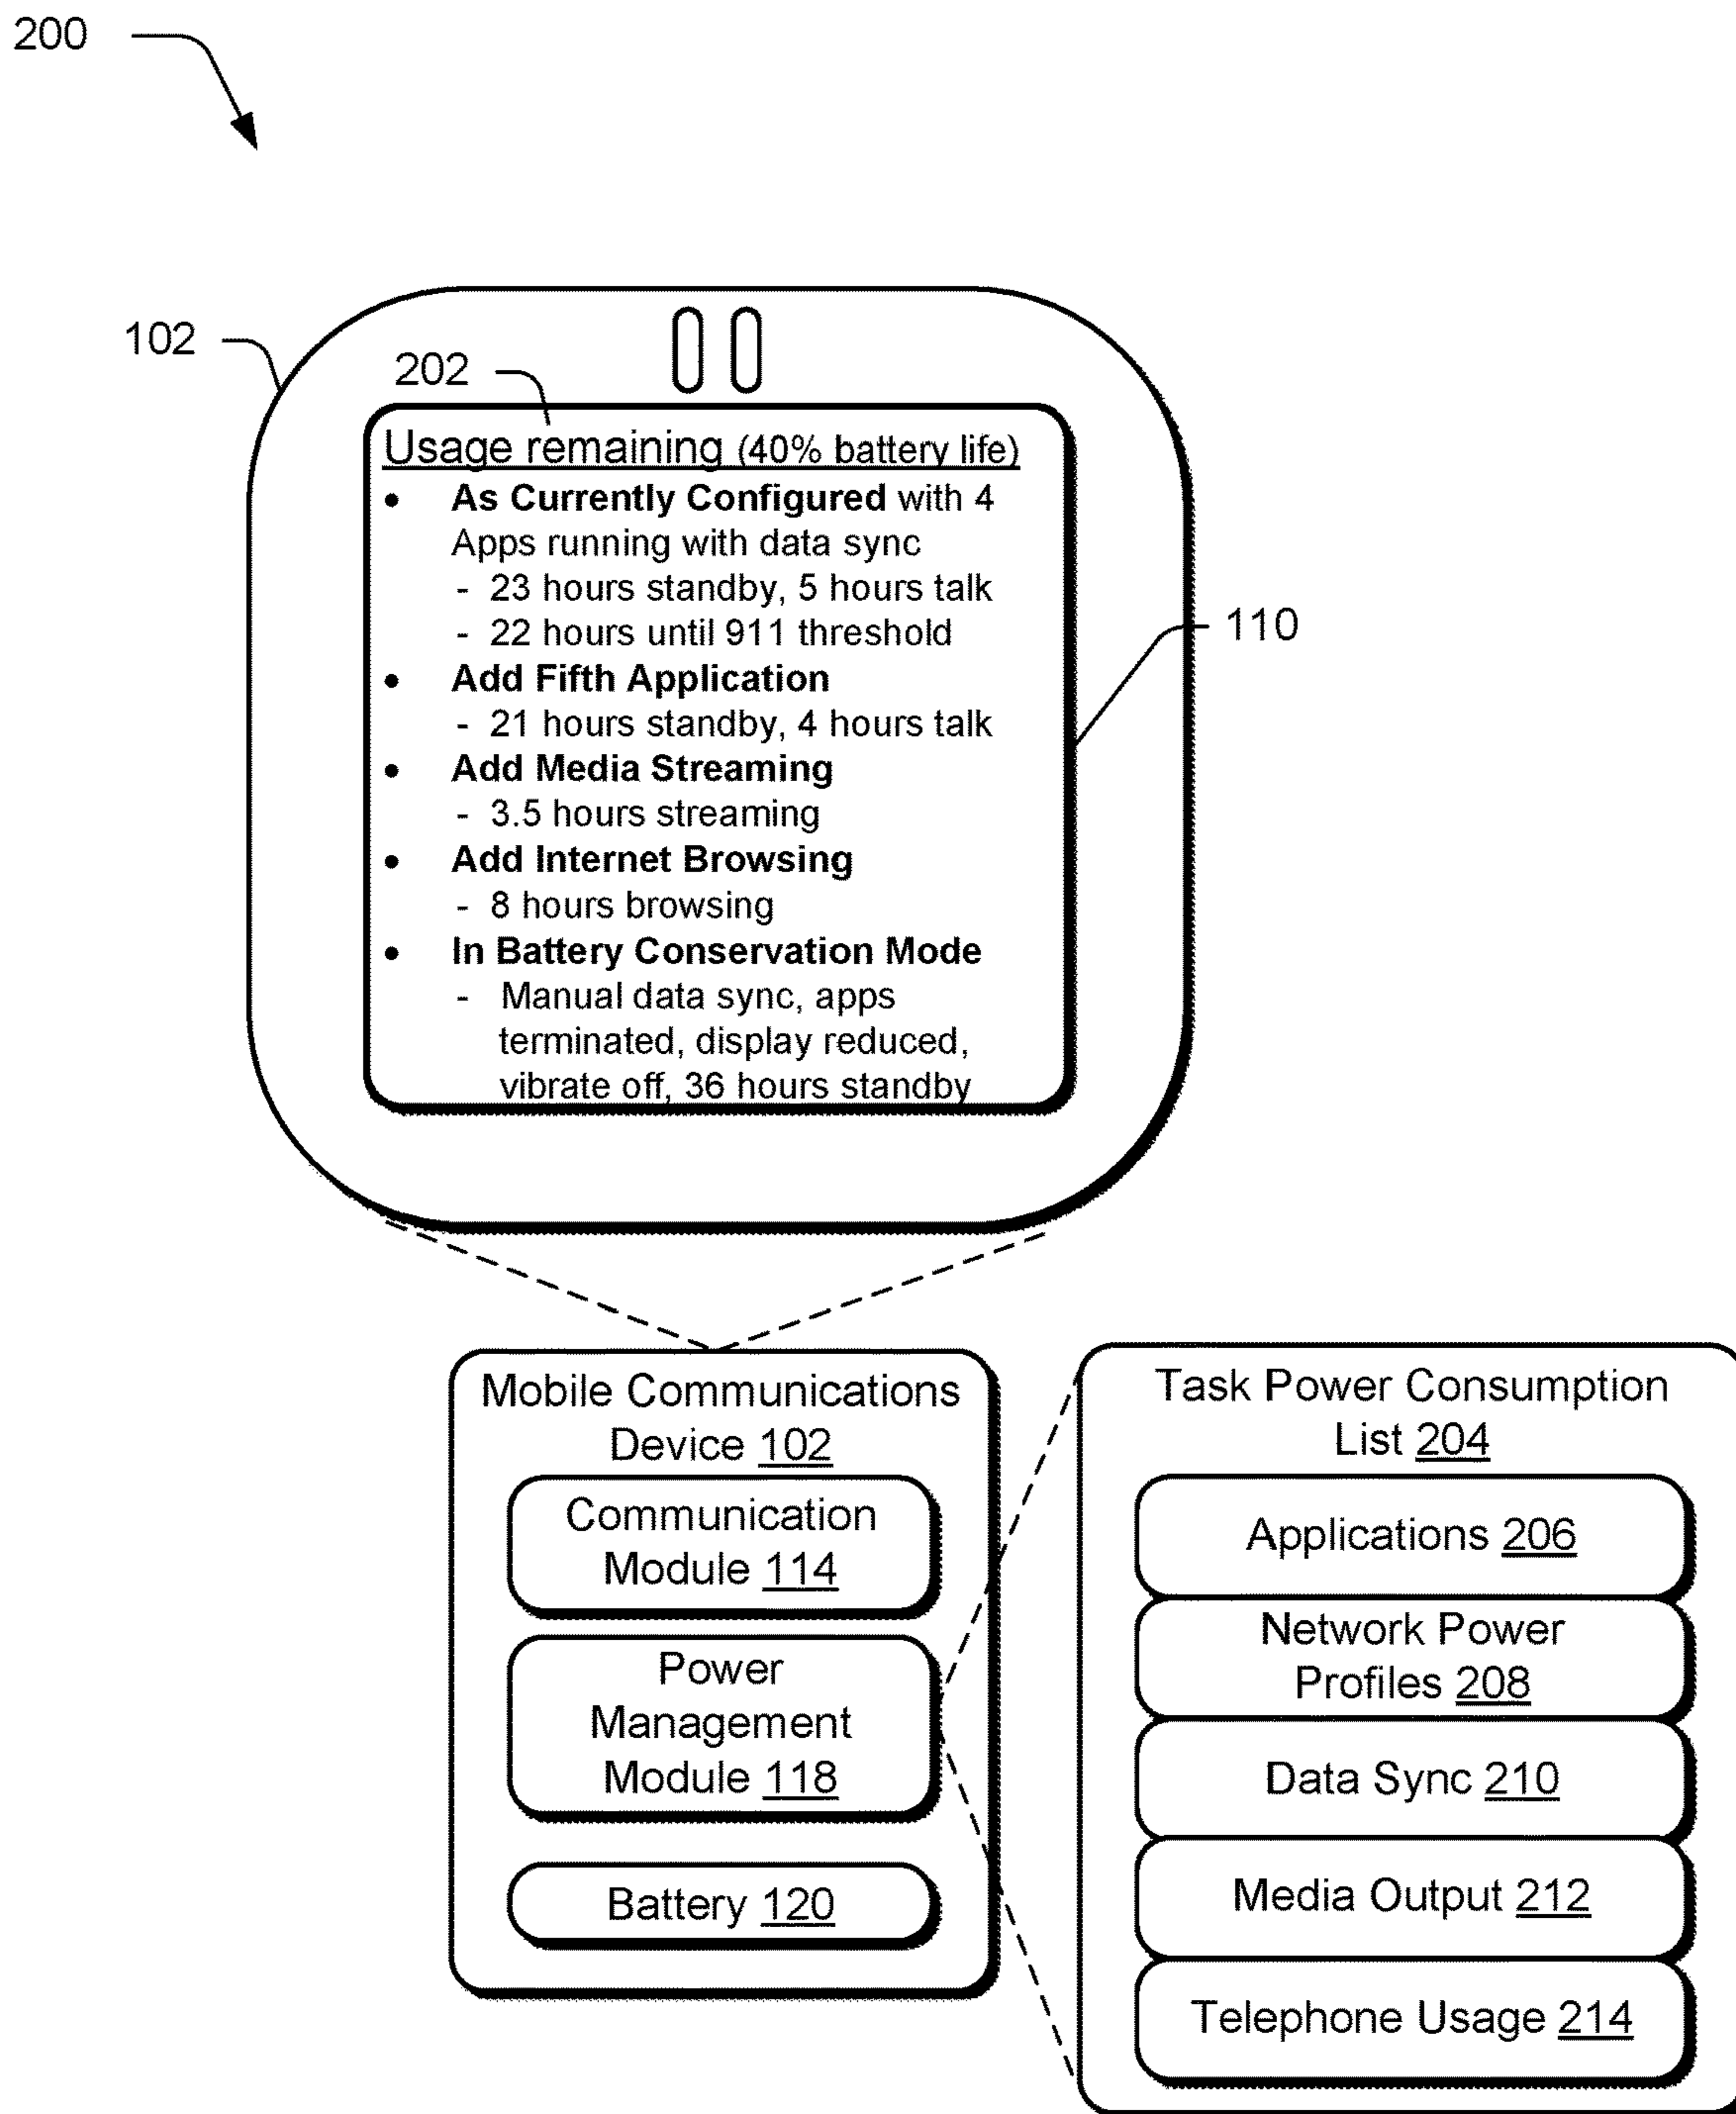 200
102
202
Usage remaining (40% battery life)
• As Currently Configured with 4
Apps running with data sync
- 23 hours standby, 5 hours talk
- 22 hours until 911 threshold
• Add Fifth Application
- 21 hours standby, 4 hours talk
• Add Media Streaming
- 3.5 hours streaming
• Add Internet Browsing
- 8 hours browsing
• In Battery Conservation Mode
- Manual data sync, apps
terminated, display reduced,
vibrate off, 36 hours standby
110
Mobile Communications
Device 102
Communication
Module 114
Power
Management
Module 118
Battery 120
Task Power Consumption
List 204
Applications 206
Network Power
Profiles 208
Data Sync 210
Media Output 212
Telephone Usage 214